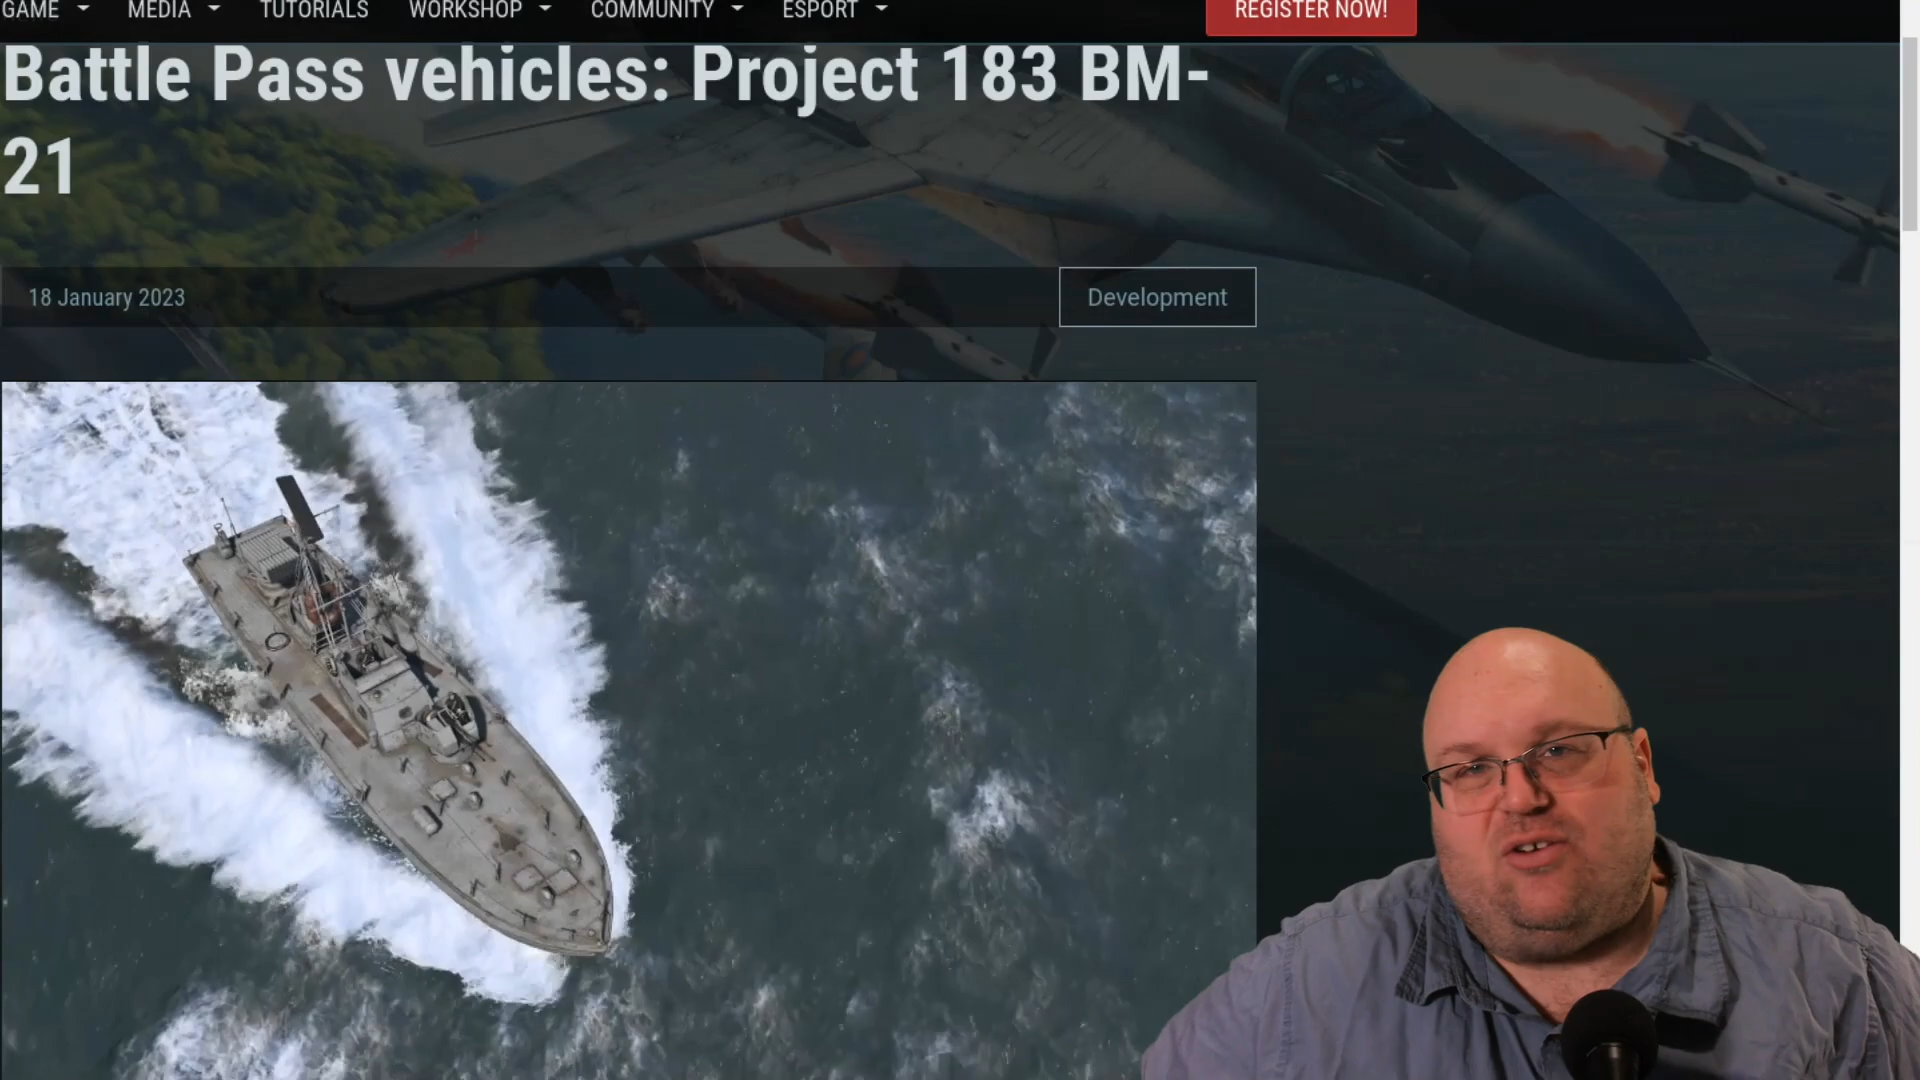 GAME MEDIA TUTORIALS WORKSHOP COMMUNITY ESPORT REGISTER NOW!
Battle Pass vehicles: Project 183 BM-
21
18 January 2023 Development